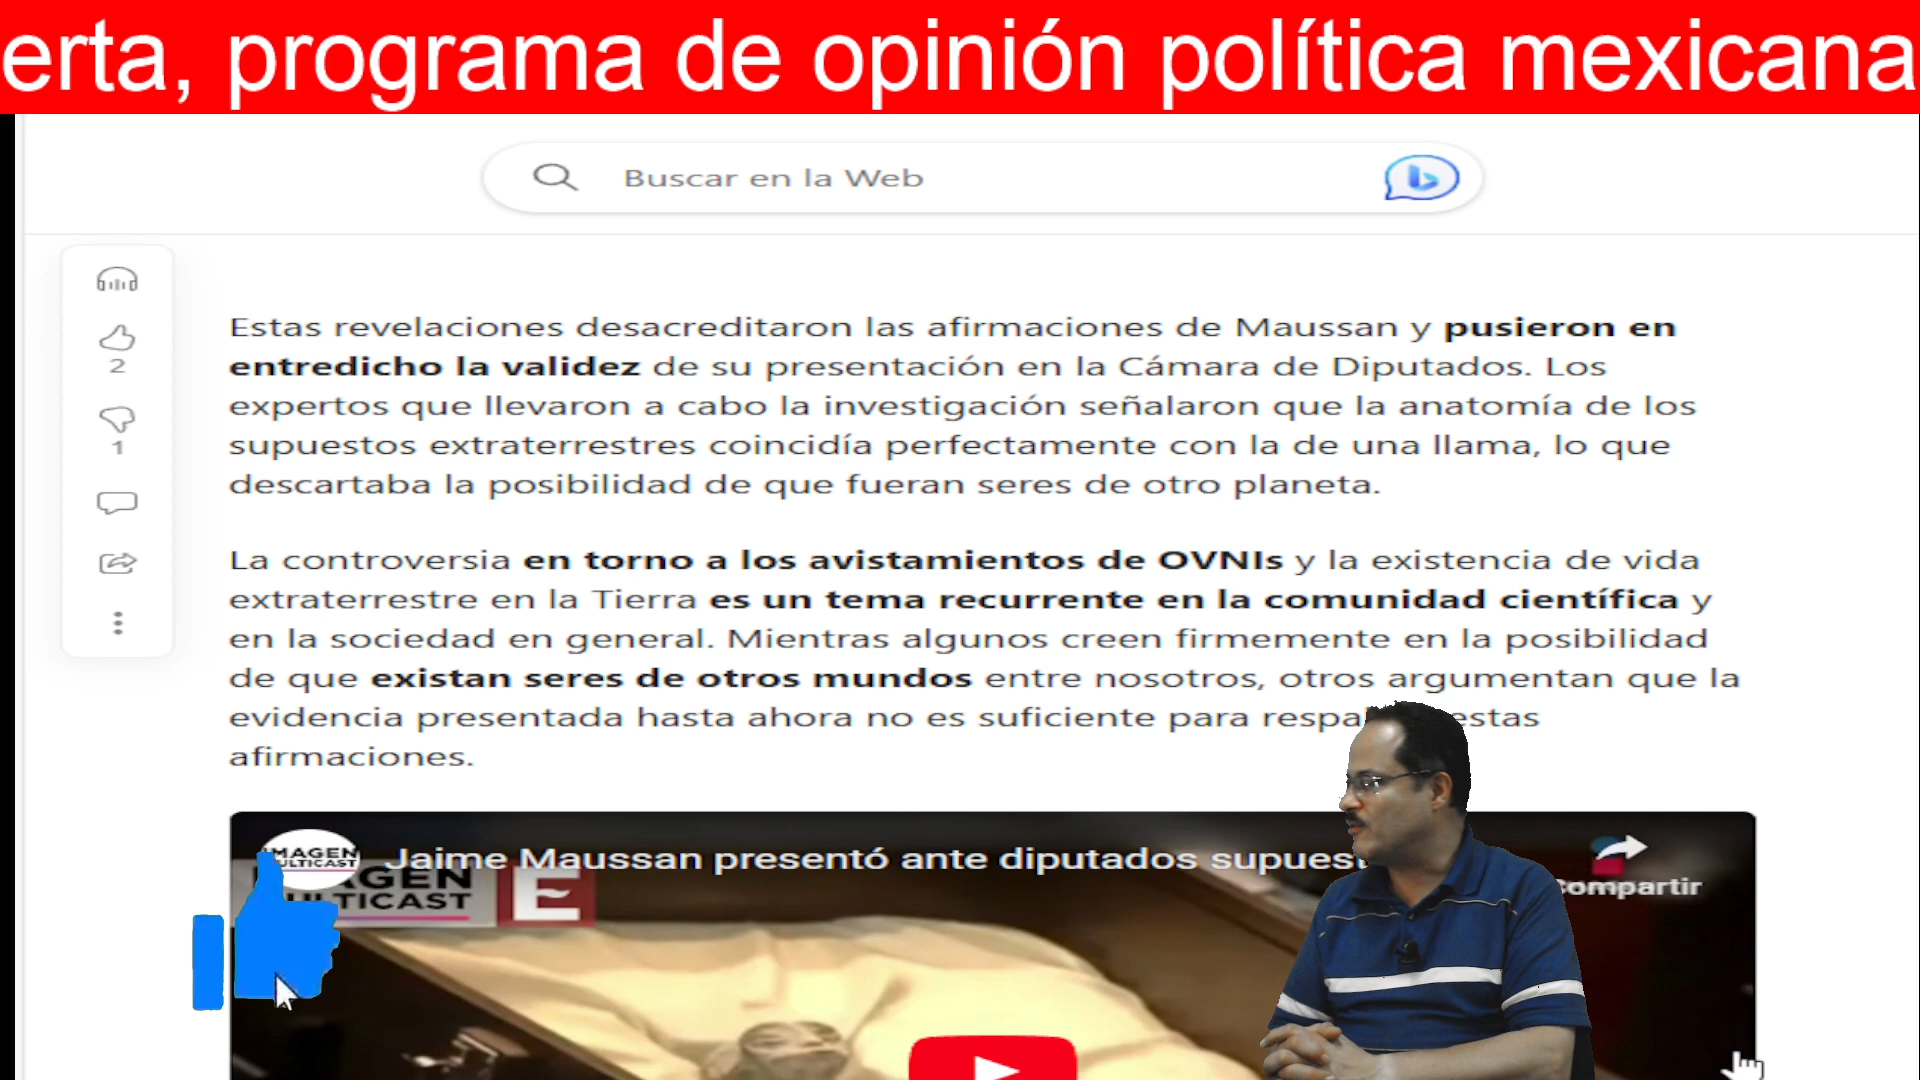 erta, programa de opinión política mexicana
Buscar en la Web
2
1
Estas revelaciones desacreditaron las afirmaciones de Maussan y pusieron en
entredicho la validez de su presentación en la Cámara de Diputados. Los
expertos que llevaron a cabo la investigación señalaron que la anatomía de los
supuestos extraterrestres coincidía perfectamente con la de una llama, lo que
descartaba la posibilidad de que fueran seres de otro planeta.
La controversia en torno a los avistamientos de OVNIs y la existencia de vida
extraterrestre en la Tierra es un tema recurrente en la comunidad científica y
en la sociedad en general. Mientras algunos creen firmemente en la posibilidad
de que existan seres de otros mundos entre nosotros, otros argumentan que la
evidencia presentada hasta ahora no es suficiente para estas
afirmaciones.
IMAGEN
MULTICAST
Jaime Maussan presentó ante diputados
E
Compartir